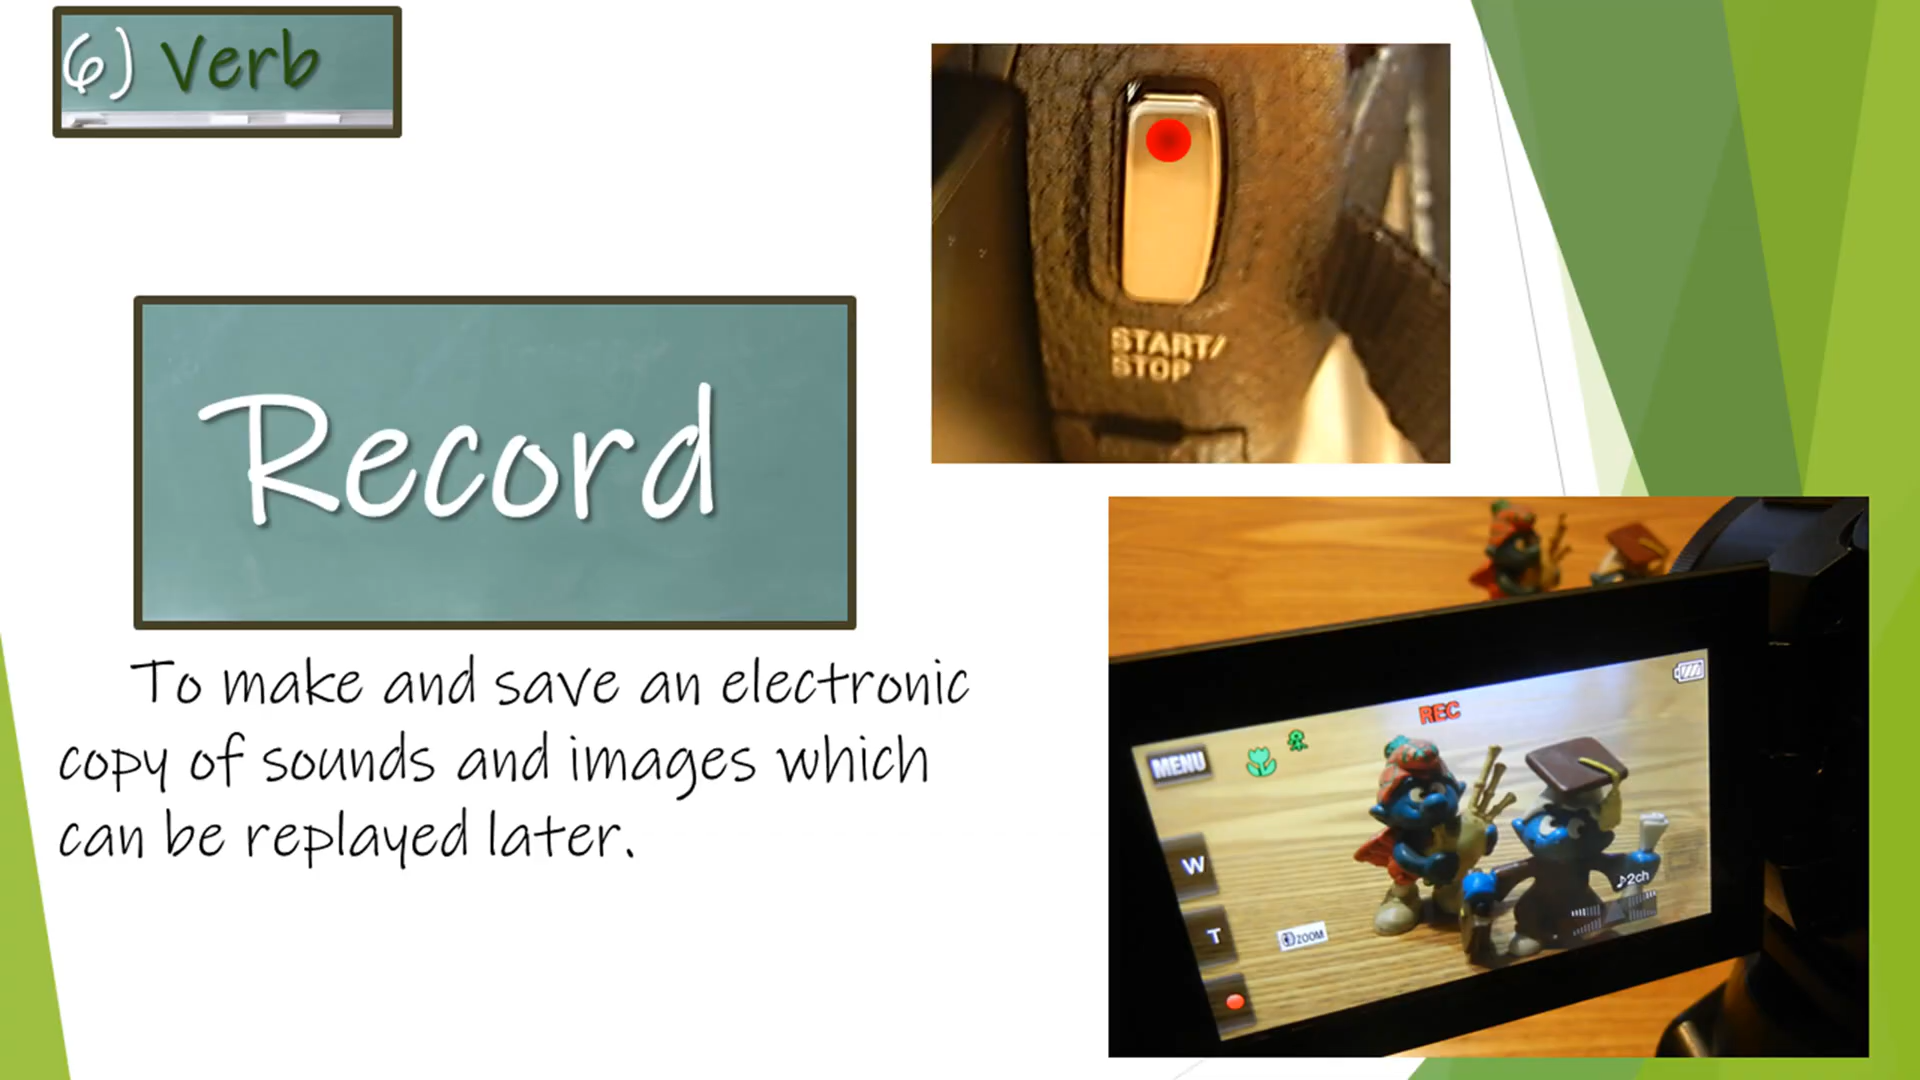 6) Verb
Record
To make and save an electronic
copy of sounds and images which
can be replayed later.
START/
STOP
REC
MENU
W
T
ZOOM
♪2ch